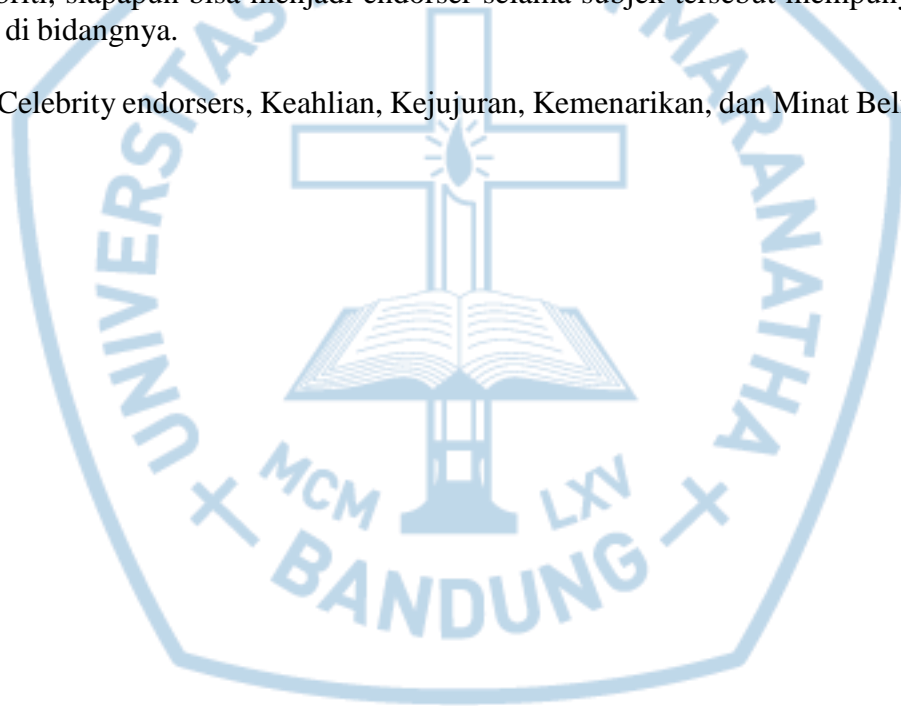 siapapun bisa menjadi endorser selama subjek tersebut
di bidangnya.
Celebrity endorsers, Keahlian, Kejujuran, Kemenarikan, dan Minat
UNIVERSITAS
MARANATHA
MCM LXV
BANDUNG